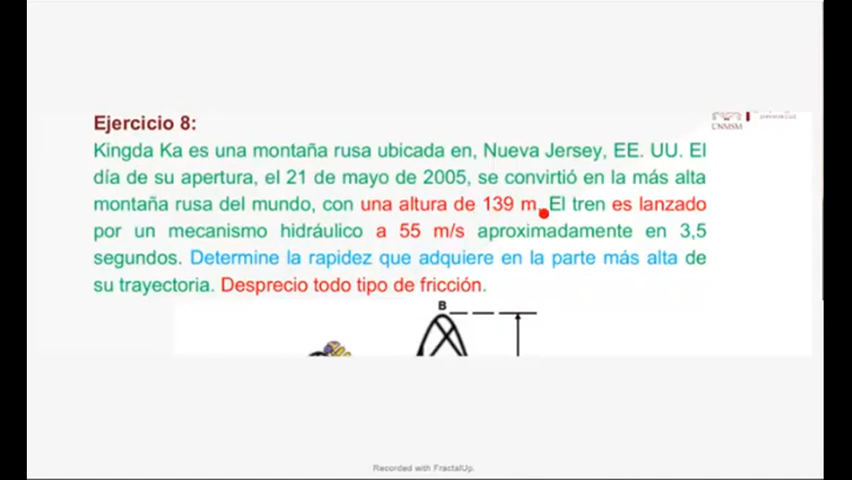 Ejercicio 8:
UNMSM
Kingda Ka es una montaña rusa ubicada en, Nueva Jersey, EE. UU. El
día de su apertura, el 21 de mayo de 2005, se convirtió en la más alta
montaña rusa del mundo, con una altura de 139 m. El tren es lanzado
por un mecanismo hidráulico a 55 m/s aproximadamente en 3,5
segundos. Determine la rapidez que adquiere en la parte más alta de
su trayectoria. Desprecio todo tipo de fricción.
B
Recorded with FractalUp.